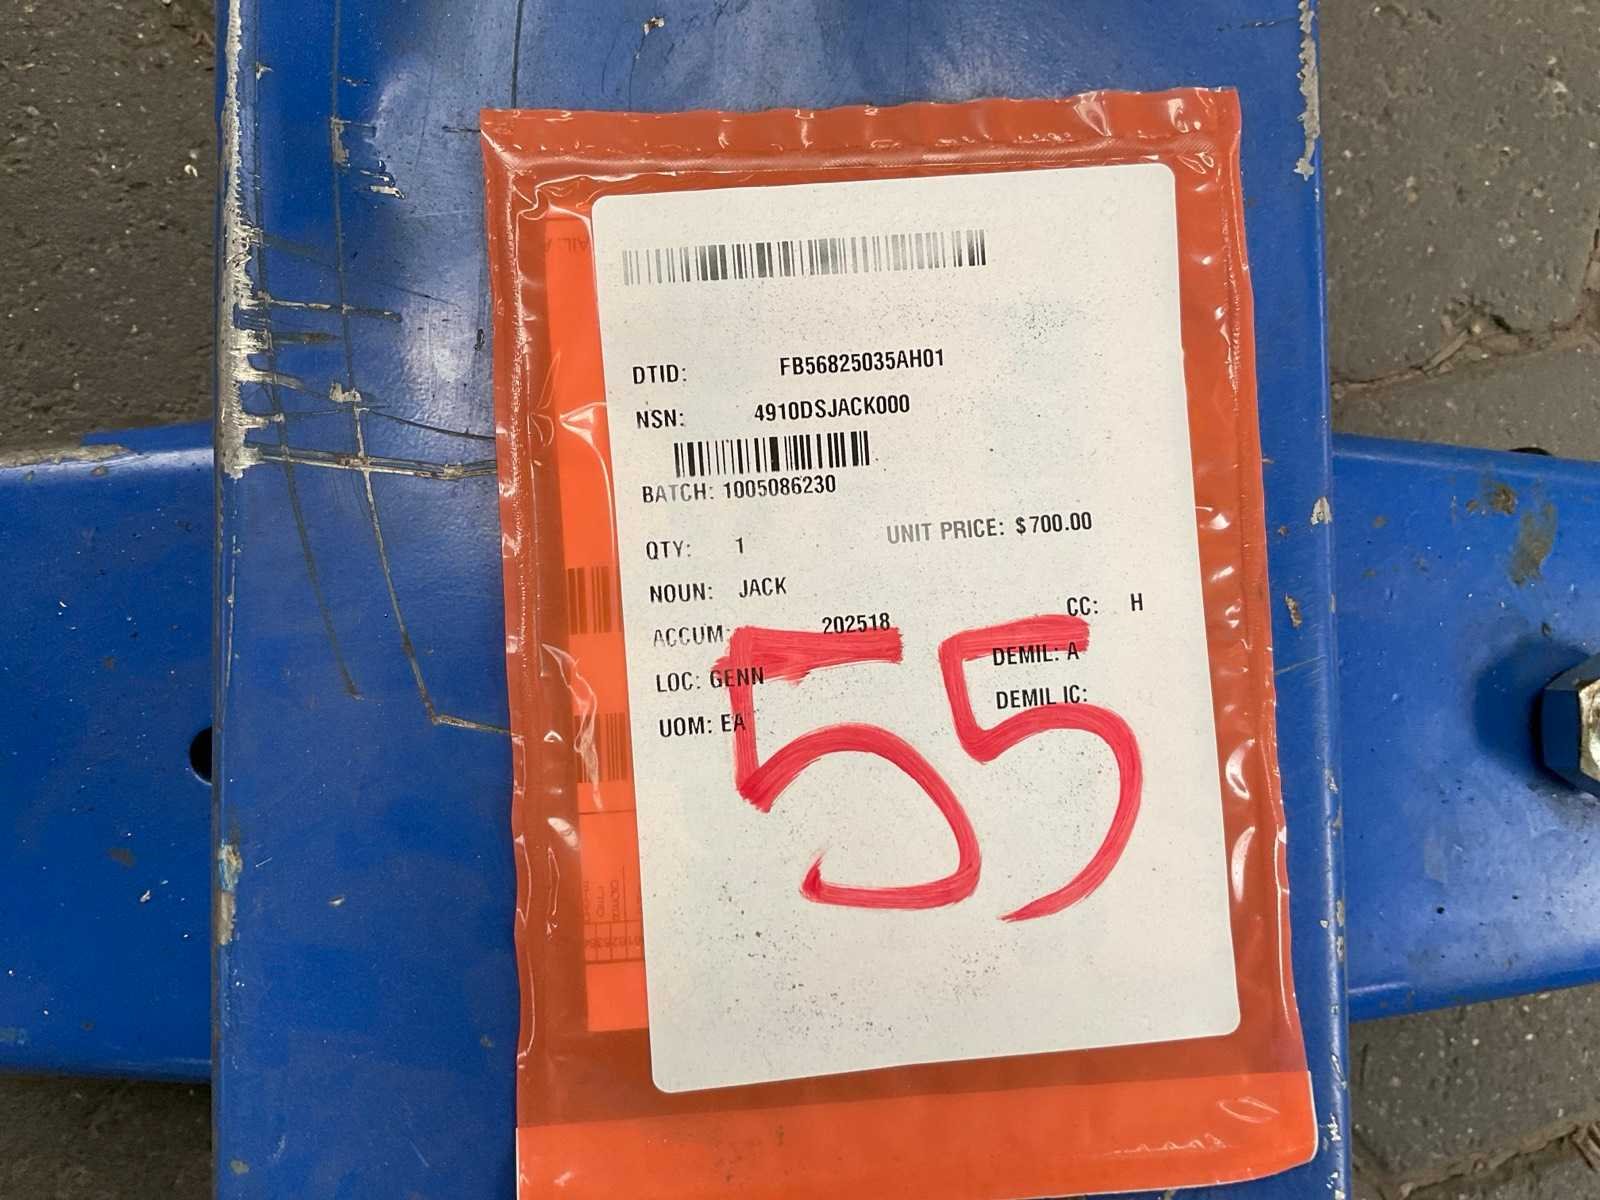 DTID: FB56825035AH01
NSN: 4910DSJACK000
BATCH: 1005086230
QTY: 1 UNIT PRICE: $700.00
NOUN: JACK
ACCUM: 202518 CC: H
LOC: GENN DEMIL: A
UOM: EA DEMIL IC:
55